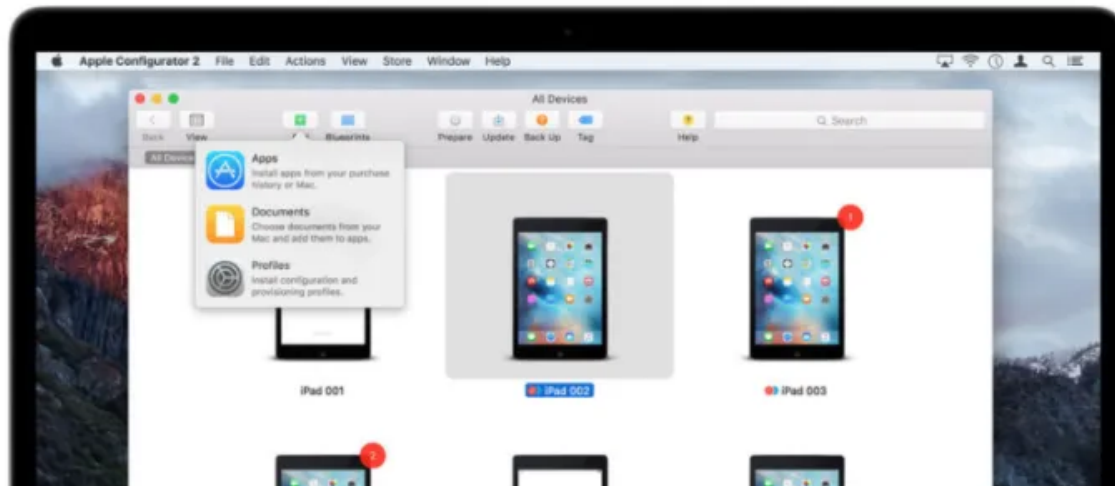 Apple Configurator 2 File Edit Actions View Store Window Help
All Devices
Search
Back View Blueprints Prepare Update Back Up Tag Help
All Devices
Apps
Install apps from your purchase
history or Mac.
Documents
Choose documents from your
Mac and add them to apps.
Profiles
Install configuration and
provisioning profiles.
1
iPad 001
iPad 002
iPad 003
2